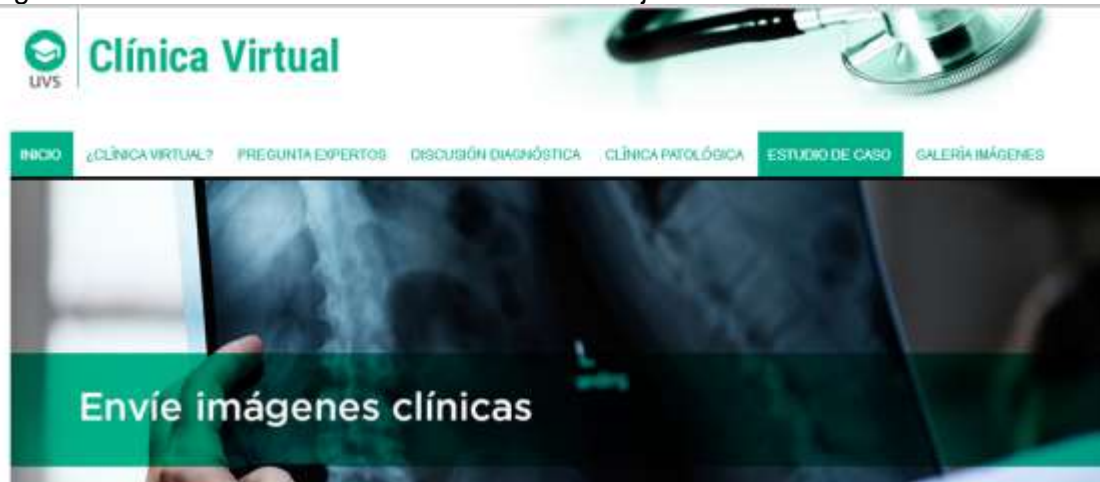 Clínica Virtual
UVS
INICIO ¿CLÍNICA VIRTUAL? PREGUNTA EXPERTOS DISCUSIÓN DIAGNÓSTICA CLÍNICA PATOLÓGICA ESTUDIO DE CASO GALERÍA IMÁGENES
L
Envíe imágenes clínicas